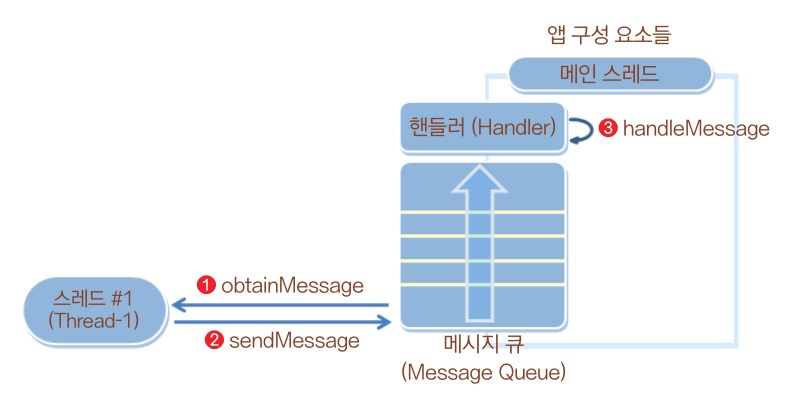 앱 구성 요소들
메인 스레드
핸들러 (Handler)
3 handleMessage
1 obtainMessage
스레드 #1
(Thread-1)
2 sendMessage
메시지 큐
(Message Queue)